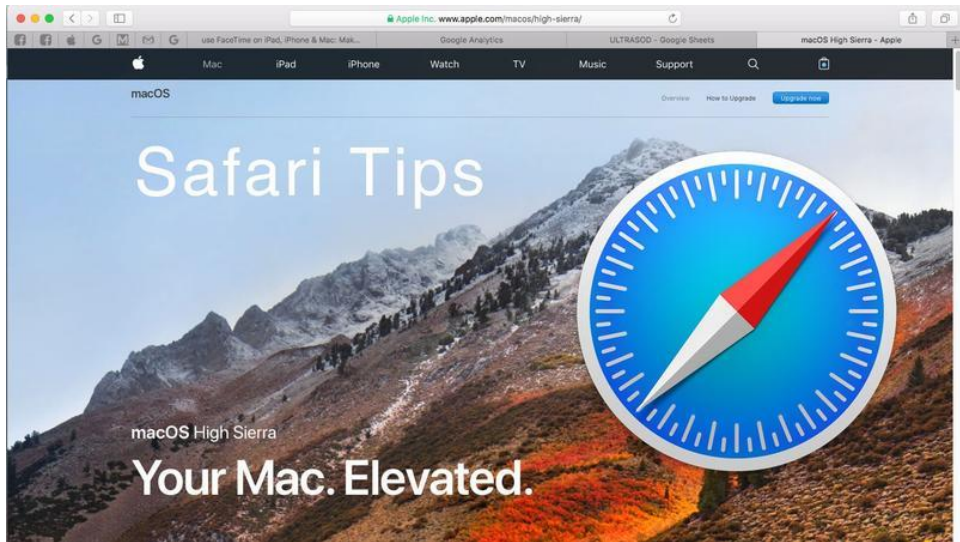 Apple Inc. www.apple.com/macos/high-sierra/
G M G use FaceTime on iPad, iPhone & Mac: Mak... Google Analytics ULTRASOD - Google Sheets macOS High Sierra - Apple
Mac iPad iPhone Watch TV Music Support
macOS Overview How to Upgrade Upgrade now
Safari Tips
macOS High Sierra
Your Mac. Elevated.